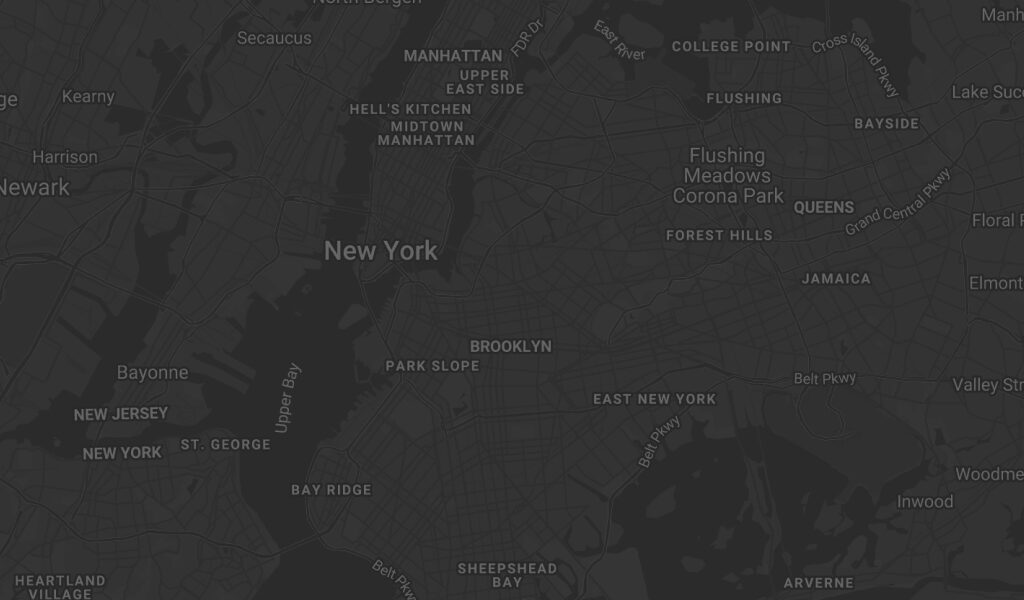 North Bergen
Manh
Secaucus
FDR Dr
East River
COLLEGE POINT
Cross Island Pkwy
MANHATTAN
UPPER
EAST SIDE
Kearny
ge
HELL'S KITCHEN
FLUSHING
Lake Succ
MIDTOWN
MANHATTAN
BAYSIDE
Harrison
Flushing
Meadows
Corona Park
Newark
QUEENS
Grand Central Pkwy
Floral P
FOREST HILLS
New York
JAMAICA
Elmont
BROOKLYN
PARK SLOPE
Bayonne
Upper Bay
Belt Pkwy
Valley Str
EAST NEW YORK
NEW JERSEY
NEW YORK
ST. GEORGE
Belt Pkwy
Woodme
BAY RIDGE
Inwood
Belt Pkwy
SHEEPSHEAD
BAY
HEARTLAND
VILLAGE
ARVERNE